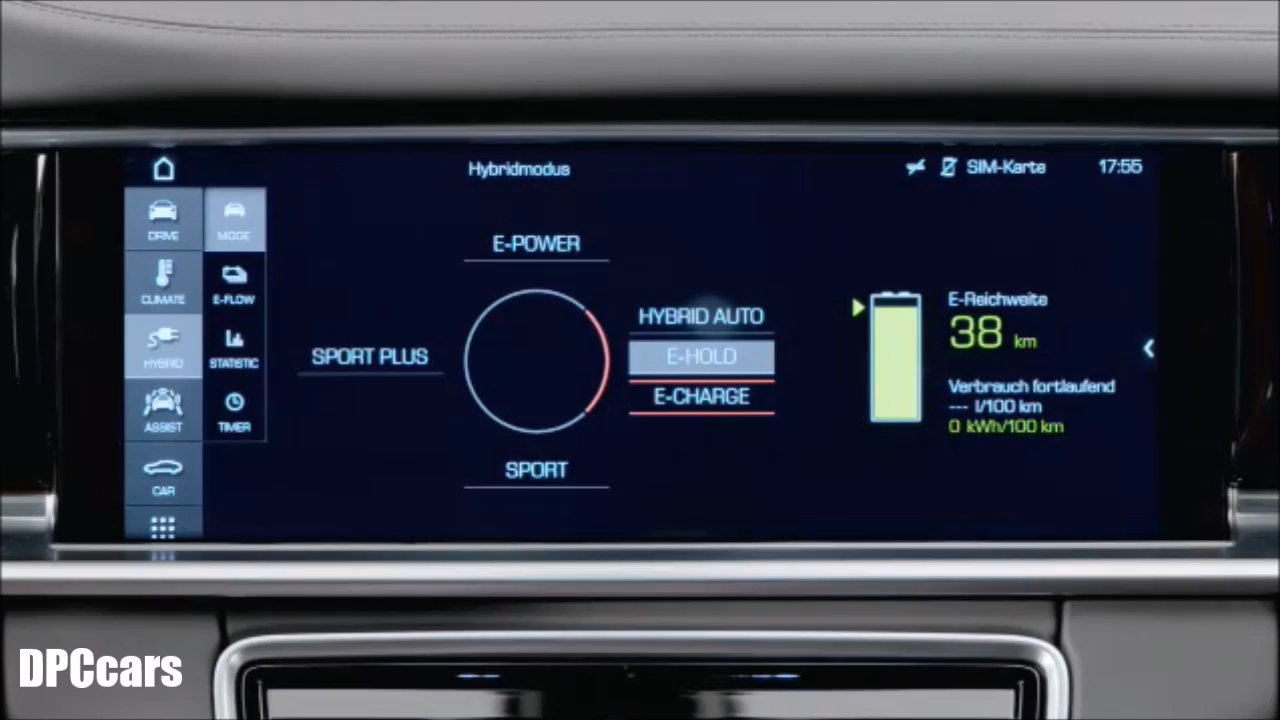 Hybridmodus
SIM-Karte
17:55
DRIVE
MODE
CLIMATE
E-FLOW
HYBRID
STATISTIC
ASSIST
TIMER
CAR
E-POWER
SPORT PLUS
HYBRID AUTO
E-HOLD
E-CHARGE
SPORT
E-Reichweite
38 km
Verbrauch fortlaufend
--- l/100 km
0 kWh/100 km
DPCcars